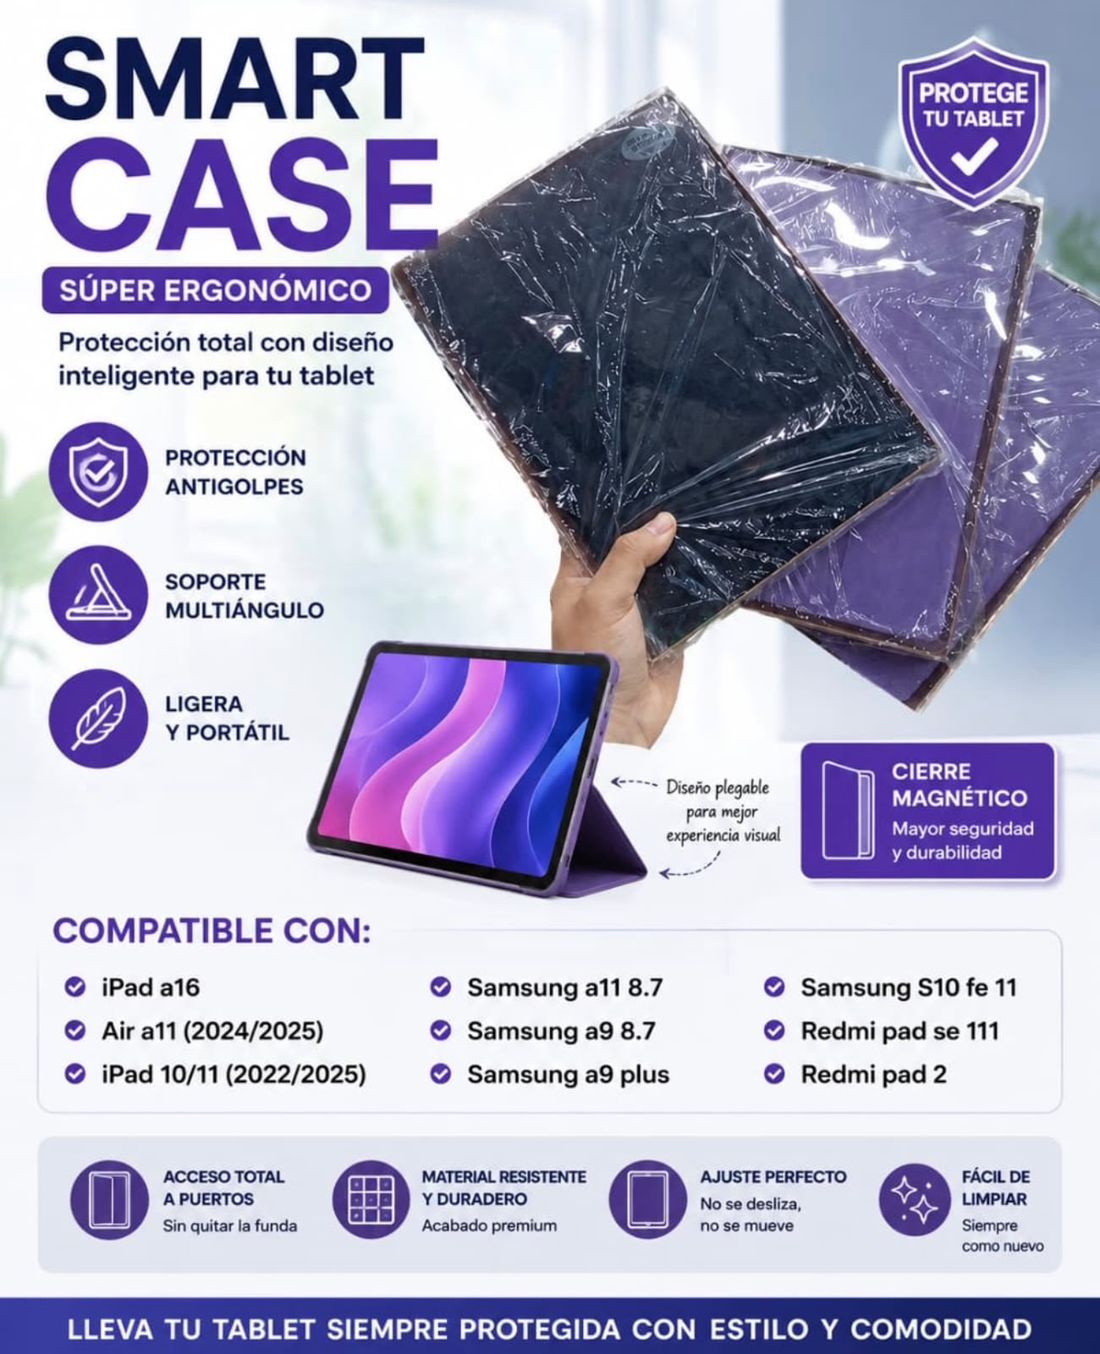 SMART
CASE
SÚPER ERGONÓMICO
Protección total con diseño
inteligente para tu tablet
PROTEGE
TU TABLET
PROTECCIÓN
ANTIGOLPES
SOPORTE
MULTIÁNGULO
LIGERA
Y PORTÁTIL
Diseño plegable
para mejor
experiencia visual
CIERRE
MAGNÉTICO
Mayor seguridad
y durabilidad
COMPATIBLE CON:
iPad a16
Air a11 (2024/2025)
iPad 10/11 (2022/2025)
Samsung a11 8.7
Samsung a9 8.7
Samsung a9 plus
Samsung S10 fe 11
Redmi pad se 111
Redmi pad 2
ACCESO TOTAL
A PUERTOS
Sin quitar la funda
MATERIAL RESISTENTE
Y DURADERO
Acabado premium
AJUSTE PERFECTO
No se desliza,
no se mueve
FÁCIL DE
LIMPIAR
Siempre
como nuevo
LLEVA TU TABLET SIEMPRE PROTEGIDA CON ESTILO Y COMODIDAD